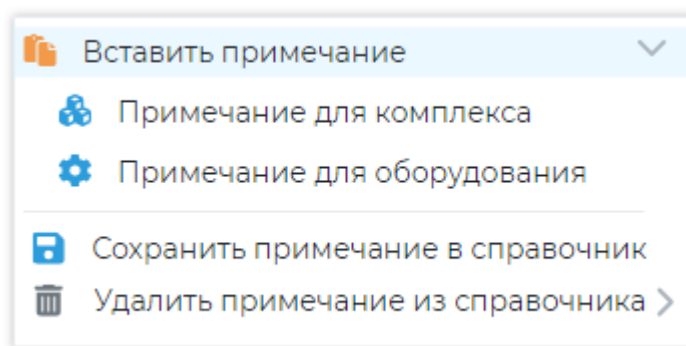 Вставить примечание
Примечание для комплекса
Примечание для оборудования
Сохранить примечание в справочник
Удалить примечание из справочника